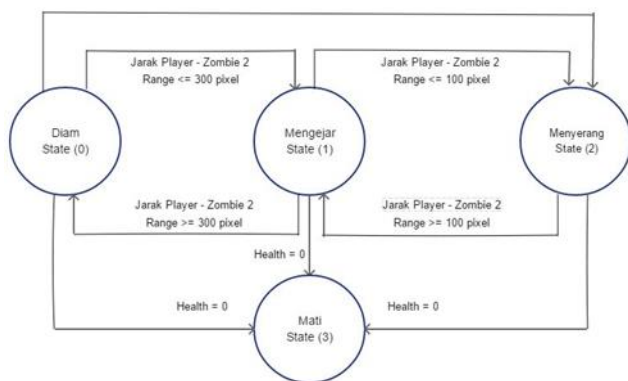 Jarak Player - Zombie 2
Range <= 300 pixel
Jarak Player - Zombie 2
Range <= 100 pixel
Diam
State (0)
Mengejar
State (1)
Menyerang
State (2)
Jarak Player - Zombie 2
Range >= 300 pixel
Jarak Player - Zombie 2
Range >= 100 pixel
Health = 0
Health = 0
Health = 0
Mati
State (3)